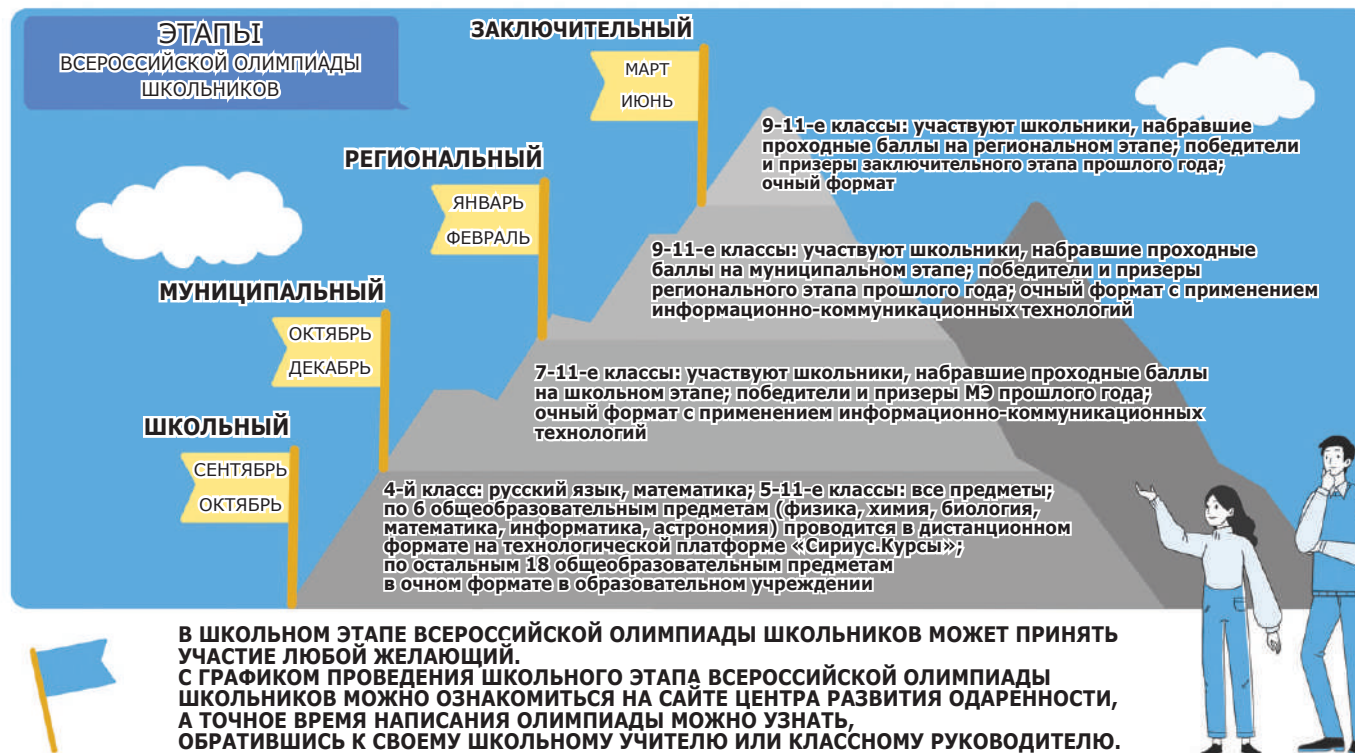 ЭТАПЫ
ВСЕРОССИЙСКОЙ ОЛИМПИАДЫ
ШКОЛЬНИКОВ
ЗАКЛЮЧИТЕЛЬНЫЙ
МАРТ
ИЮНЬ
9-11-е классы: участвуют школьники, набравшие
проходные баллы на региональном этапе; победители
и призеры заключительного этапа прошлого года;
очный формат
РЕГИОНАЛЬНЫЙ
ЯНВАРЬ
ФЕВРАЛЬ
9-11-е классы: участвуют школьники, набравшие проходные
баллы на муниципальном этапе; победители и призеры
регионального этапа прошлого года; очный формат с применением
информационно-коммуникационных технологий
МУНИЦИПАЛЬНЫЙ
ОКТЯБРЬ
ДЕКАБРЬ
7-11-е классы: участвуют школьники, набравшие проходные баллы
на школьном этапе; победители и призеры МЭ прошлого года;
очный формат с применением информационно-коммуникационных
технологий
ШКОЛЬНЫЙ
СЕНТЯБРЬ
ОКТЯБРЬ
4-й класс: русский язык, математика; 5-11-е классы: все предметы;
по 6 общеобразовательным предметам (физика, химия, биология,
математика, информатика, астрономия) проводится в дистанционном
формате на технологической платформе «Сириус.Курсы»;
по остальным 18 общеобразовательным предметам
в очном формате в образовательном учреждении
В ШКОЛЬНОМ ЭТАПЕ ВСЕРОССИЙСКОЙ ОЛИМПИАДЫ ШКОЛЬНИКОВ МОЖЕТ ПРИНЯТЬ
УЧАСТИЕ ЛЮБОЙ ЖЕЛАЮЩИЙ.
С ГРАФИКОМ ПРОВЕДЕНИЯ ШКОЛЬНОГО ЭТАПА ВСЕРОССИЙСКОЙ ОЛИМПИАДЫ
ШКОЛЬНИКОВ МОЖНО ОЗНАКОМИТЬСЯ НА САЙТЕ ЦЕНТРА РАЗВИТИЯ ОДАРЕННОСТИ,
А ТОЧНОЕ ВРЕМЯ НАПИСАНИЯ ОЛИМПИАДЫ МОЖНО УЗНАТЬ,
ОБРАТИВШИСЬ К СВОЕМУ ШКОЛЬНОМУ УЧИТЕЛЮ ИЛИ КЛАССНОМУ РУКОВОДИТЕЛЮ.